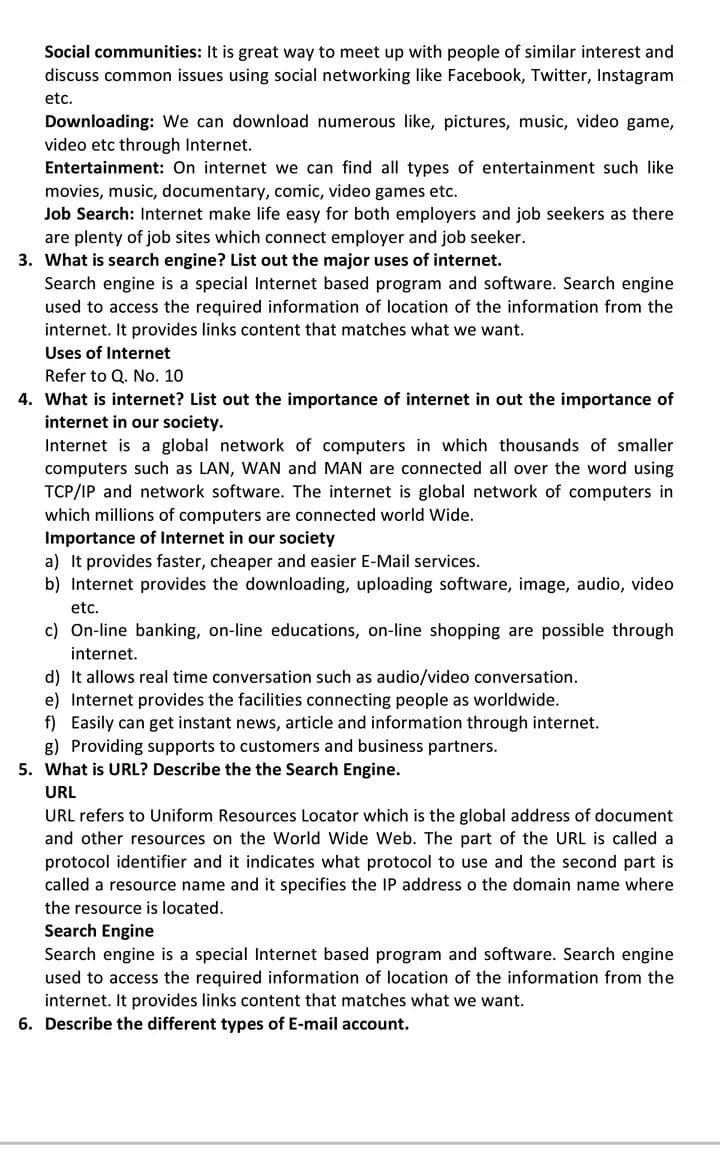 Social communities: It is great way to meet up with people of similar interest and
discuss common issues using social networking like Facebook, Twitter, Instagram
etc.
Downloading: We can download numerous like, pictures, music, video game,
video etc through Internet.
Entertainment: On internet we can find all types of entertainment such like
movies, music, documentary, comic, video games etc.
Job Search: Internet make life easy for both employers and job seekers as there
are plenty of job sites which connect employer and job seeker.
3. What is search engine? List out the major uses of internet.
Search engine is a special Internet based program and software. Search engine
used to access the required information of location of the information from the
internet. It provides links content that matches what we want.
Uses of Internet
Refer to Q. No. 10
4. What is internet? List out the importance of internet in out the importance of
internet in our society.
Internet is a global network of computers in which thousands of smaller
computers such as LAN, WAN and MAN are connected all over the word using
TCP/IP and network software. The internet is global network of computers in
which millions of computers are connected world Wide.
Importance of Internet in our society
a) It provides faster, cheaper and easier E-Mail services.
b) Internet provides the downloading, uploading software, image, audio, video
etc.
c) On-line banking, on-line educations, on-line shopping are possible through
internet.
d) It allows real time conversation such as audio/video conversation.
e) Internet provides the facilities connecting people as worldwide.
f) Easily can get instant news, article and information through internet.
g) Providing supports to customers and business partners.
5. What is URL? Describe the the Search Engine.
URL
URL refers to Uniform Resources Locator which is the global address of document
and other resources on the World Wide Web. The part of the URL is called a
protocol identifier and it indicates what protocol to use and the second part is
called a resource name and it specifies the IP address o the domain name where
the resource is located.
Search Engine
Search engine is a special Internet based program and software. Search engine
used to access the required information of location of the information from the
internet. It provides links content that matches what we want.
6. Describe the different types of E-mail account.